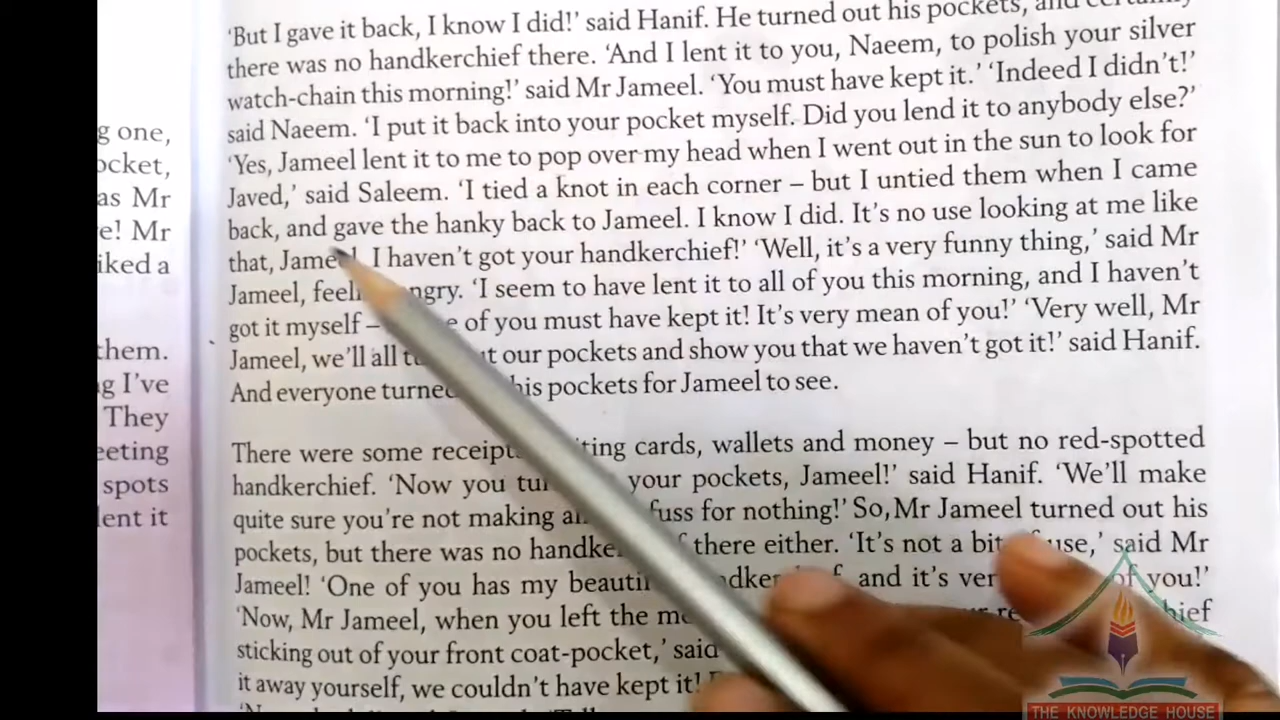 g one,
ocket,
as Mr
e! Mr
iked a
them.
g I've
They
eeting
spots
lent it
'But I gave it back, I know I did!' said Hanif. He turned out his pockets, and certainly
there was no handkerchief there. 'And I lent it to you, Naeem, to polish your silver
watch-chain this morning!' said Mr Jameel. 'You must have kept it.' 'Indeed I didn't!'
said Naeem. 'I put it back into your pocket myself. Did you lend it to anybody else?'
'Yes, Jameel lent it to me to pop over my head when I went out in the sun to look for
Javed,' said Saleem. 'I tied a knot in each corner – but I untied them when I came
back, and gave the hanky back to Jameel. I know I did. It's no use looking at me like
that, Jameel. I haven't got your handkerchief!' 'Well, it's a very funny thing,' said Mr
Jameel, feeli ngry. 'I seem to have lent it to all of you this morning, and I haven't
got it myself – e of you must have kept it! It's very mean of you!' 'Very well, Mr
Jameel, we'll all t ut our pockets and show you that we haven't got it!' said Hanif.
And everyone turned his pockets for Jameel to see.
There were some receipts iting cards, wallets and money – but no red-spotted
handkerchief. 'Now you tu your pockets, Jameel!' said Hanif. 'We'll make
quite sure you're not making a fuss for nothing!' So, Mr Jameel turned out his
pockets, but there was no handke f there either. 'It's not a bit of use,' said Mr
Jameel! 'One of you has my beauti dker f, and it's ver of you!'
'Now, Mr Jameel, when you left the m r re hief
sticking out of your front coat-pocket,' said
it away yourself, we couldn't have kept it!
THE KNOWLEDGE HOUSE